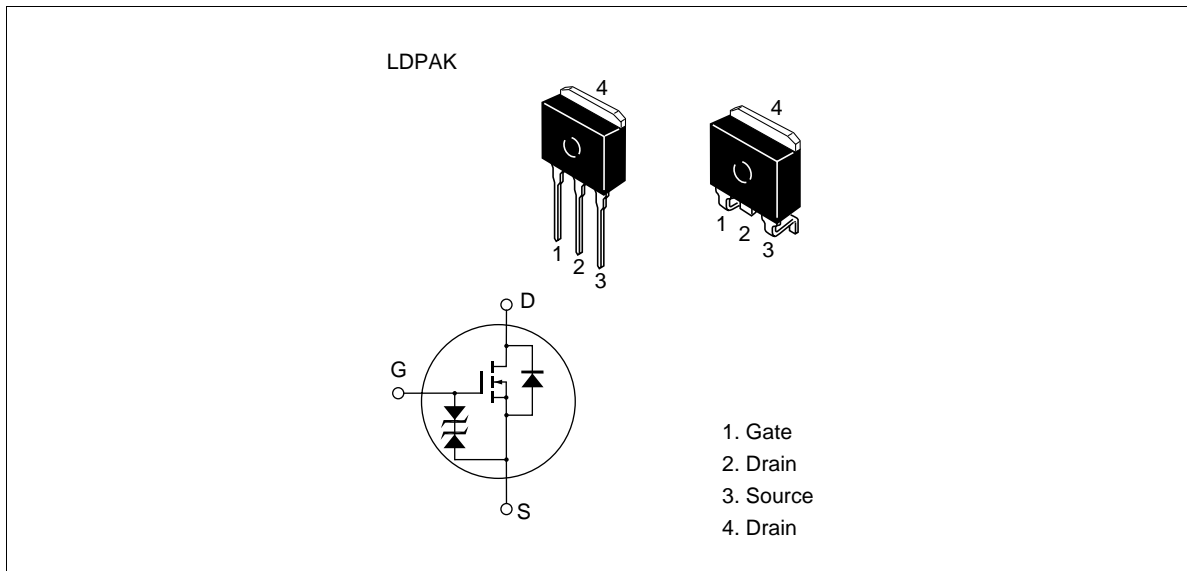 LDPAK
4
4
1
2
3
1
2
3
D
G
S
1. Gate
2. Drain
3. Source
4. Drain